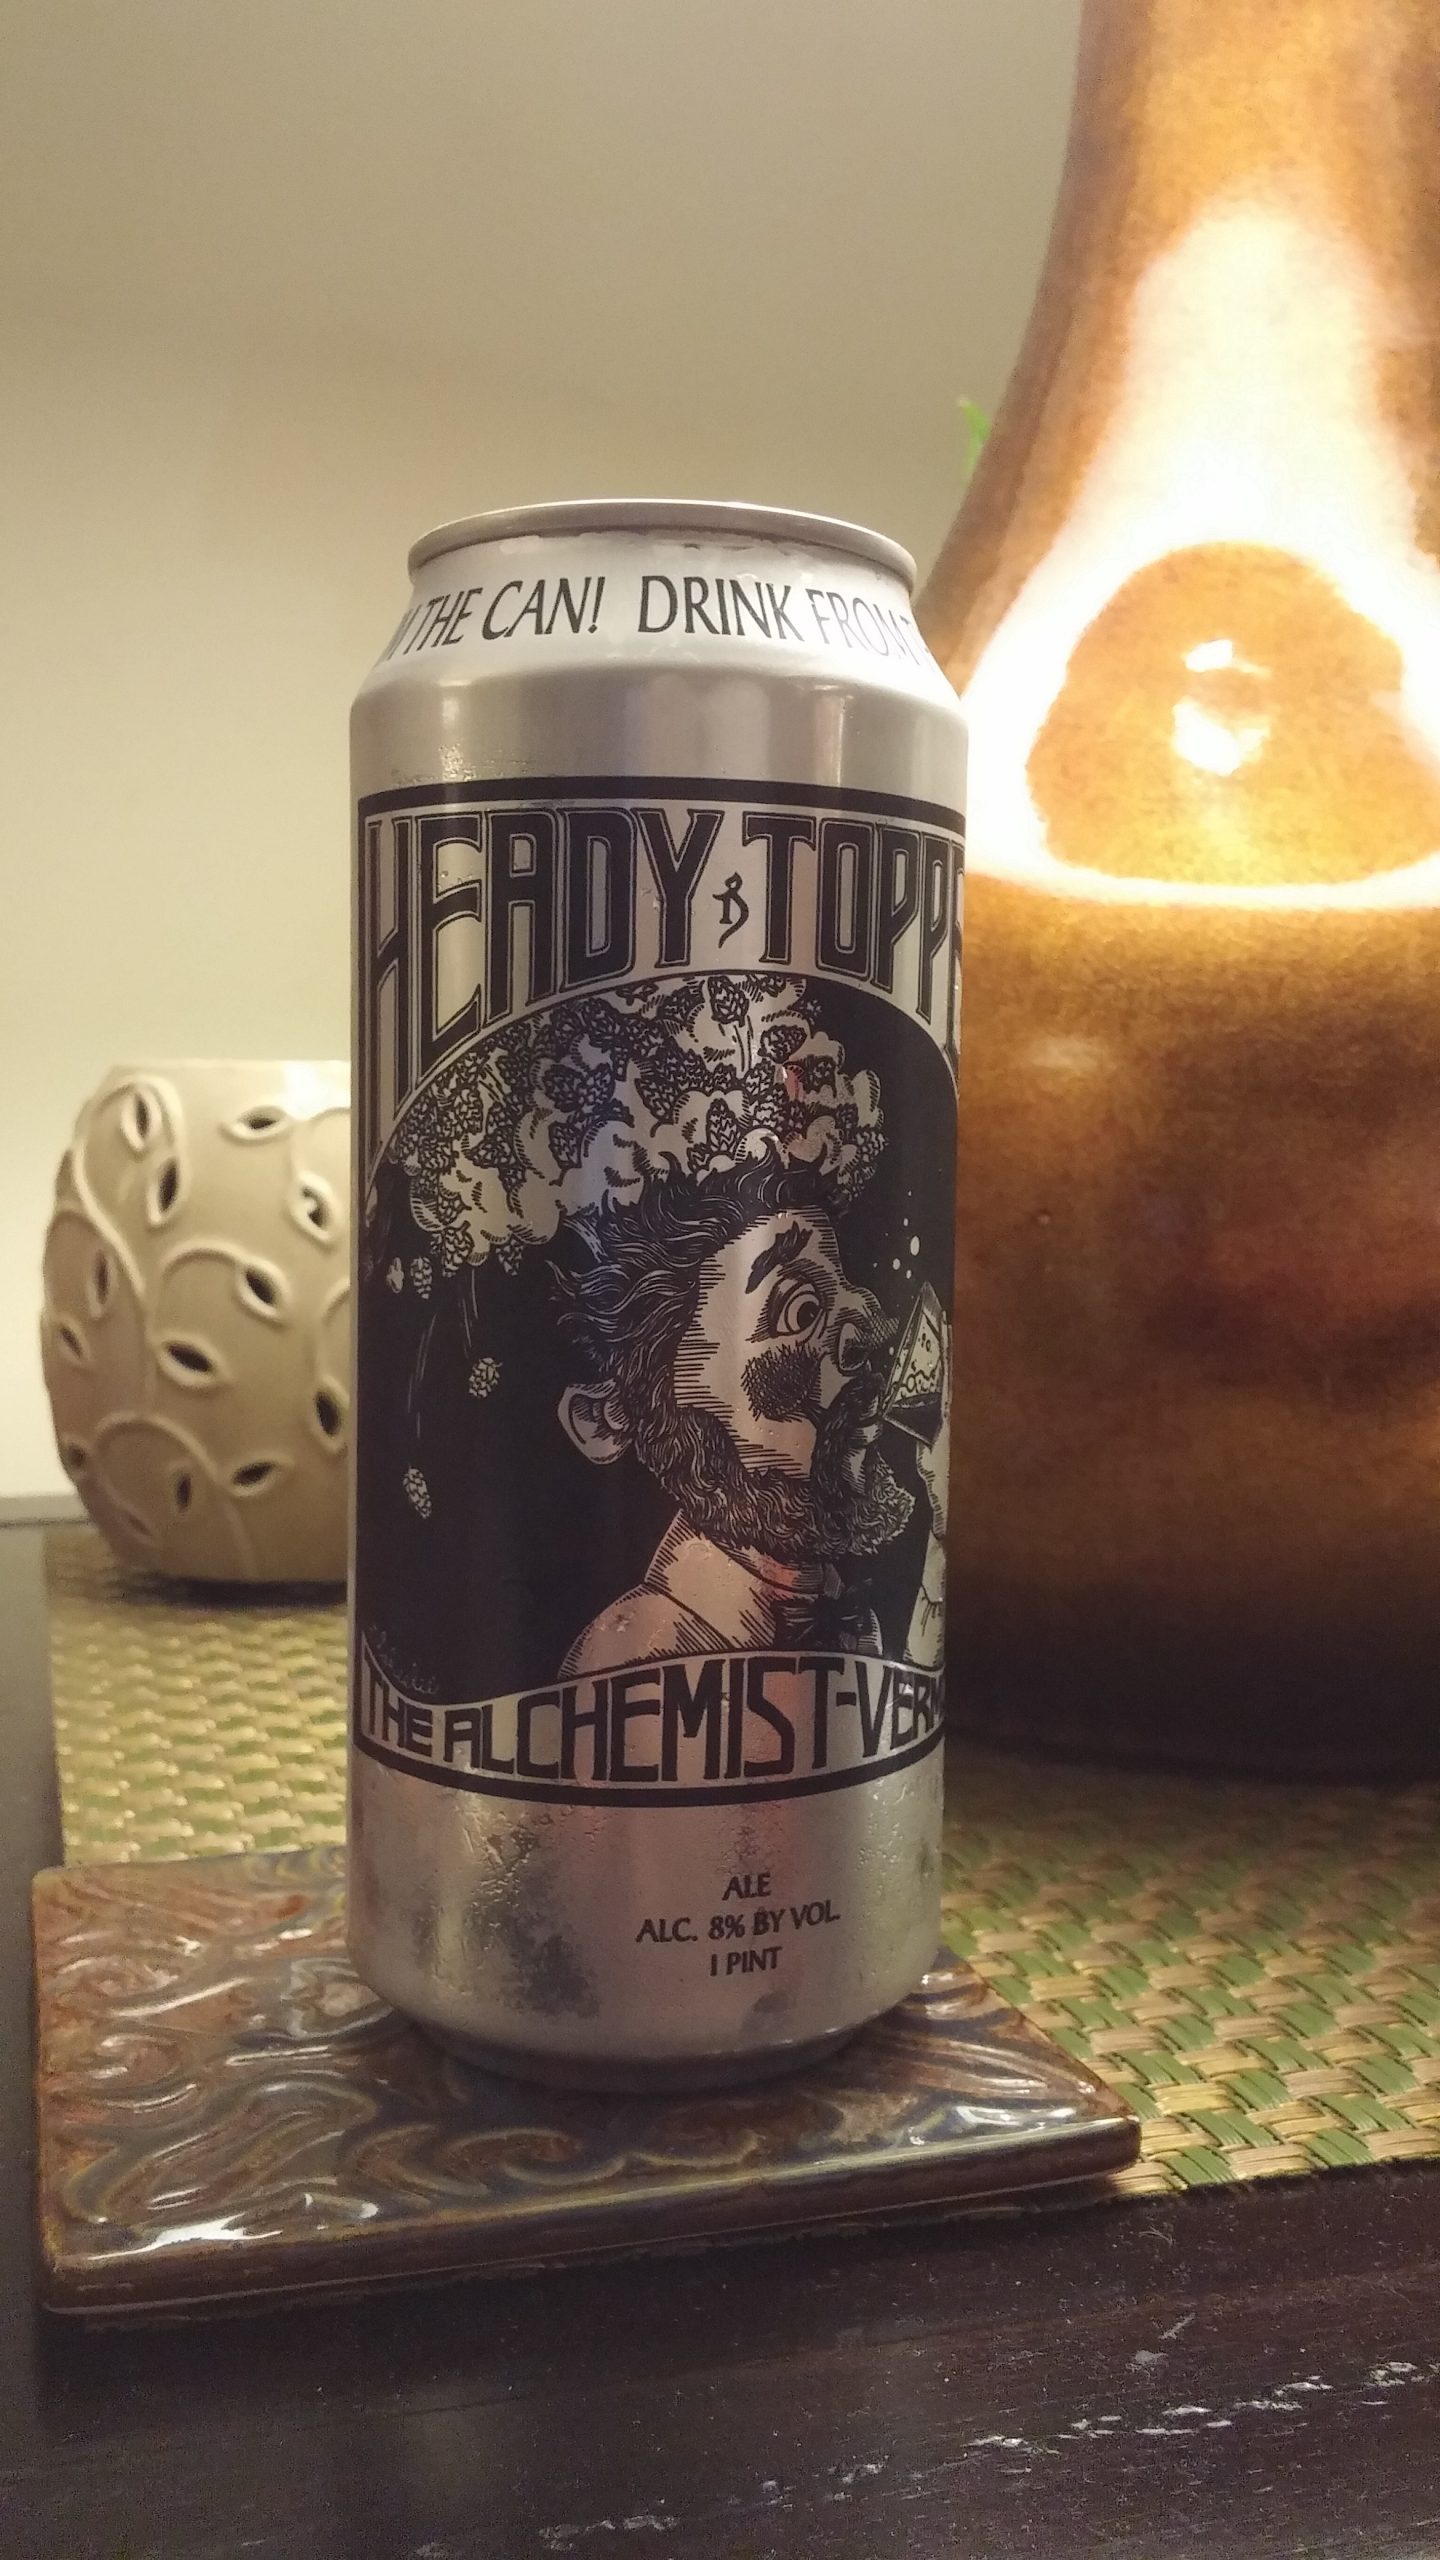 THE CAN! DRINK FROM
HEADY TOPP
THE ALCHEMIST-VERM
ALE
ALC. 8% BY VOL.
1 PINT